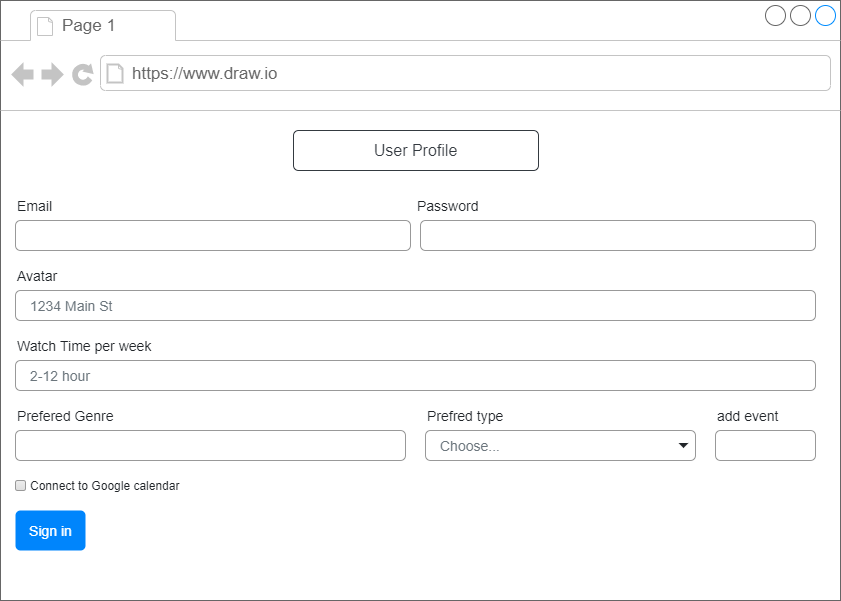 Page 1
https://www.draw.io
User Profile
Email Password
Avatar
1234 Main St
Watch Time per week
2-12 hour
Prefered Genre Prefred type add event
Choose...
Connect to Google calendar
Sign in